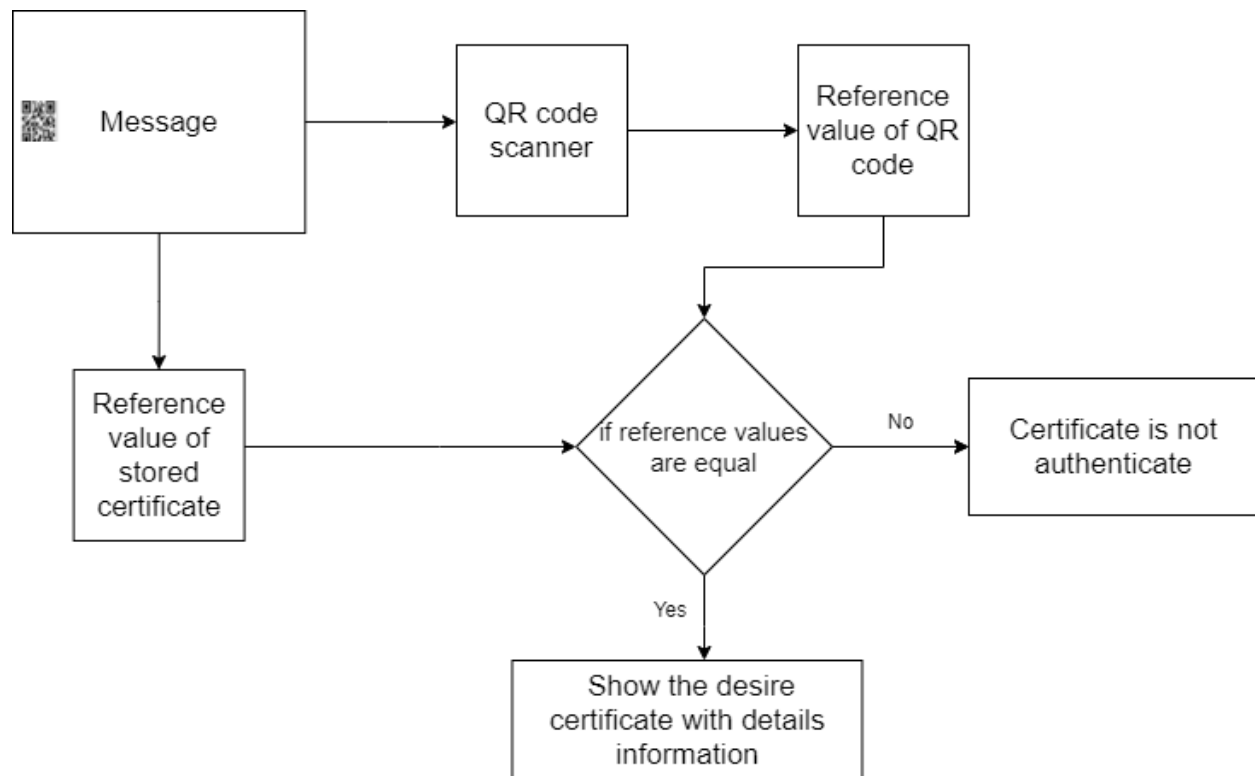 Message
QR code
scanner
Reference
value of QR
code
Reference
value of
stored
certificate
if reference values
are equal
No
Certificate is not
authenticate
Yes
Show the desire
certificate with details
information